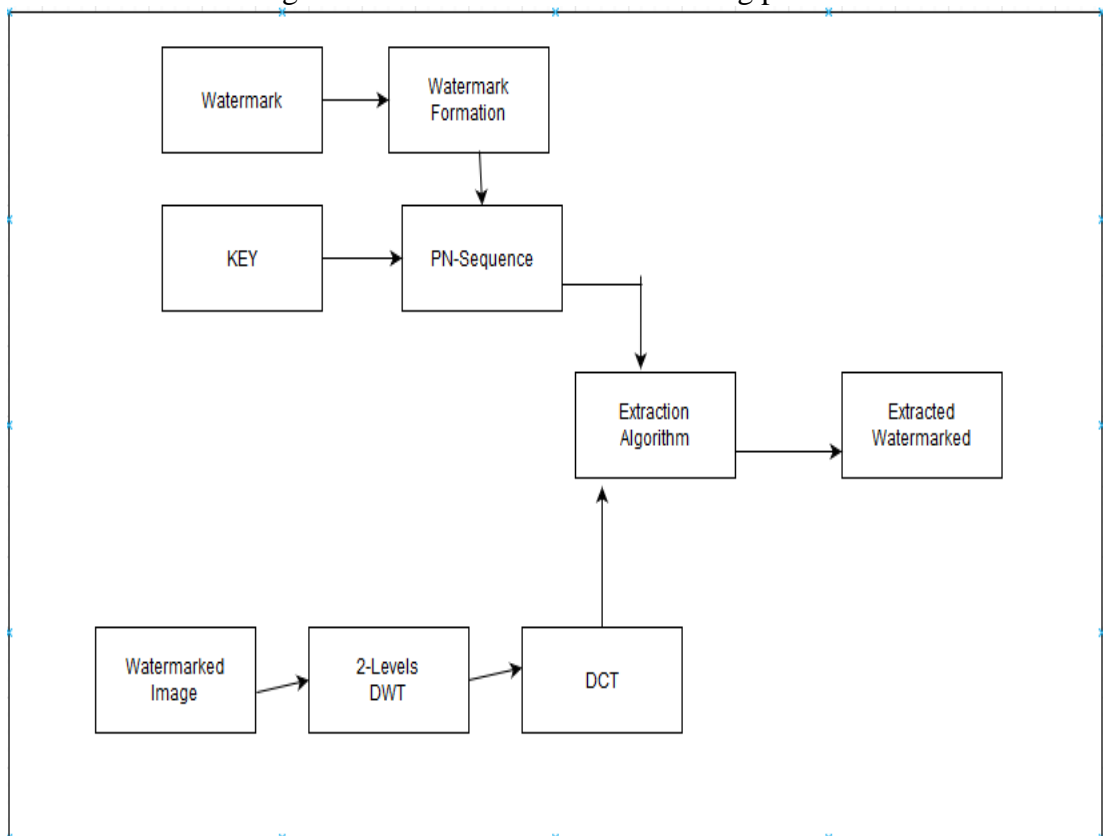 Watermark
Watermark
Formation
KEY
PN-Sequence
Extraction
Algorithm
Extracted
Watermarked
Watermarked
Image
2-Levels
DWT
DCT